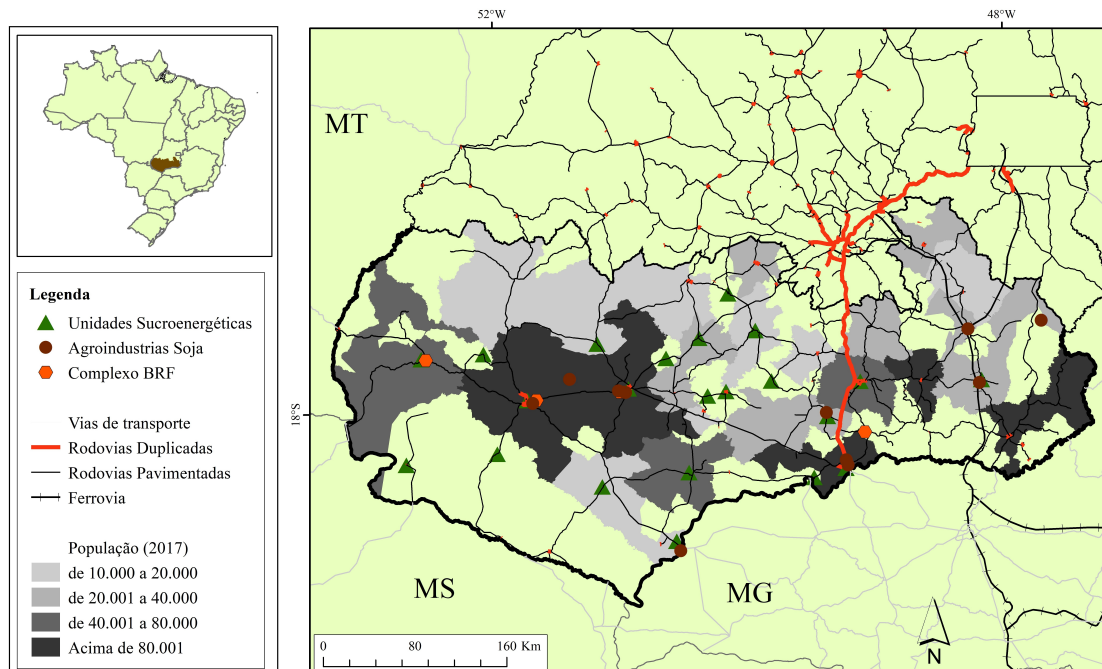 52°W
48°W
MT
18°S
Legenda
Unidades Sucroenergéticas
Agroindustrias Soja
Complexo BRF
Vias de transporte
Rodovias Duplicadas
Rodovias Pavimentadas
Ferrovia
População (2017)
de 10.000 a 20.000
de 20.001 a 40.000
de 40.001 a 80.000
Acima de 80.001
MS
MG
0 80 160 Km
N